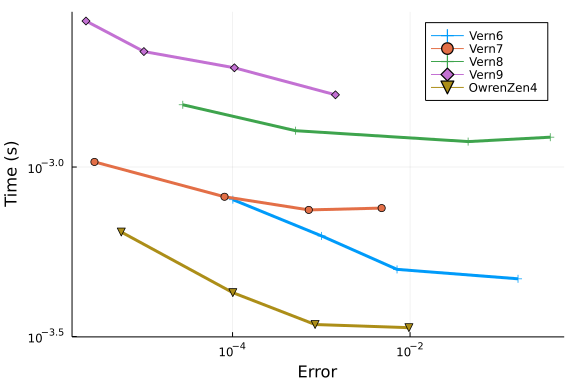 Vern6
Vern7
Vern8
Vern9
OwrenZen4
Time (s)
10⁻³·⁰
10⁻³·⁵
10⁻⁴
10⁻²
Error